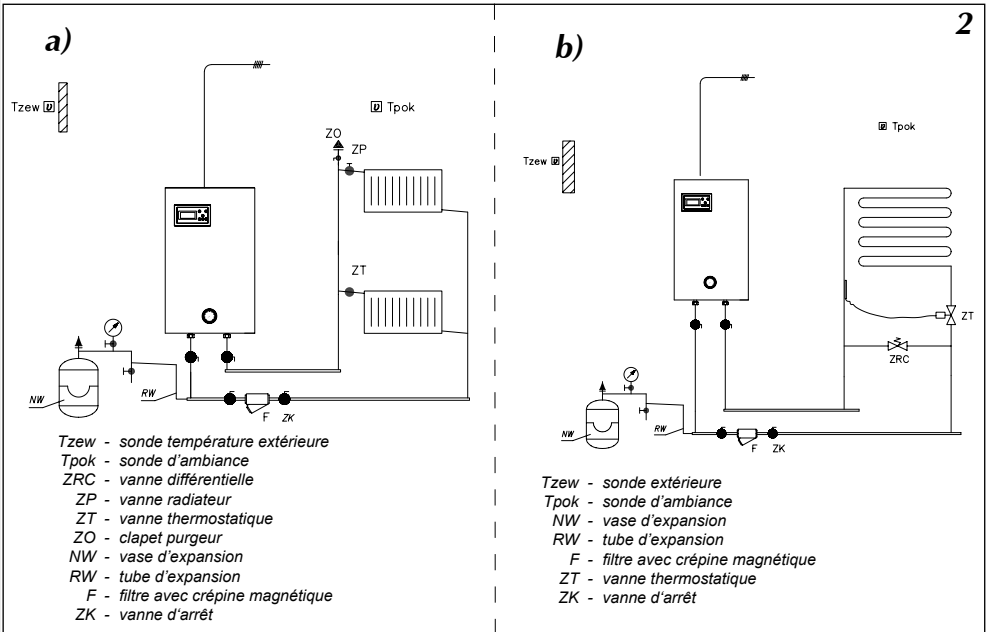 2
a)
Tzew
Tpok
ZO
ZP
ZT
NW
RW
F ZK
Tzew - sonde température extérieure
Tpok - sonde d'ambiance
ZRC - vanne différentielle
ZP - vanne radiateur
ZT - vanne thermostatique
ZO - clapet purgeur
NW - vase d'expansion
RW - tube d'expansion
F - filtre avec crépine magnétique
ZK - vanne d'arrêt
b)
Tpok
Tzew
ZT
ZRC
NW
RW
F ZK
Tzew - sonde extérieure
Tpok - sonde d'ambiance
NW - vase d'expansion
RW - tube d'expansion
F - filtre avec crépine magnétique
ZT - vanne thermostatique
ZK - vanne d'arrêt